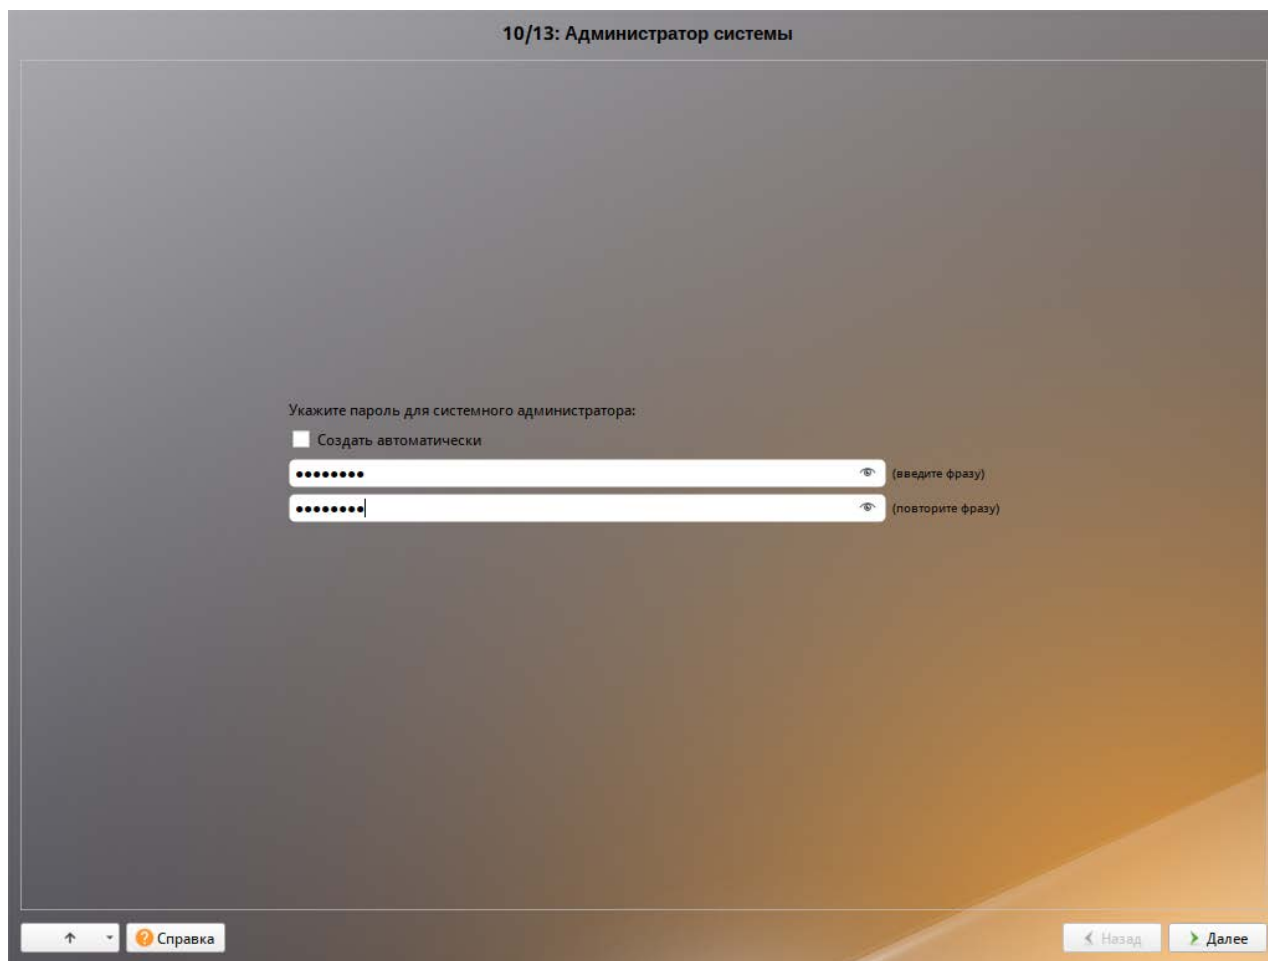 10/13: Администратор системы
Укажите пароль для системного администратора:
Создать автоматически
•••••••• (введите фразу)
•••••••• (повторите фразу)
Справка
Назад
Далее